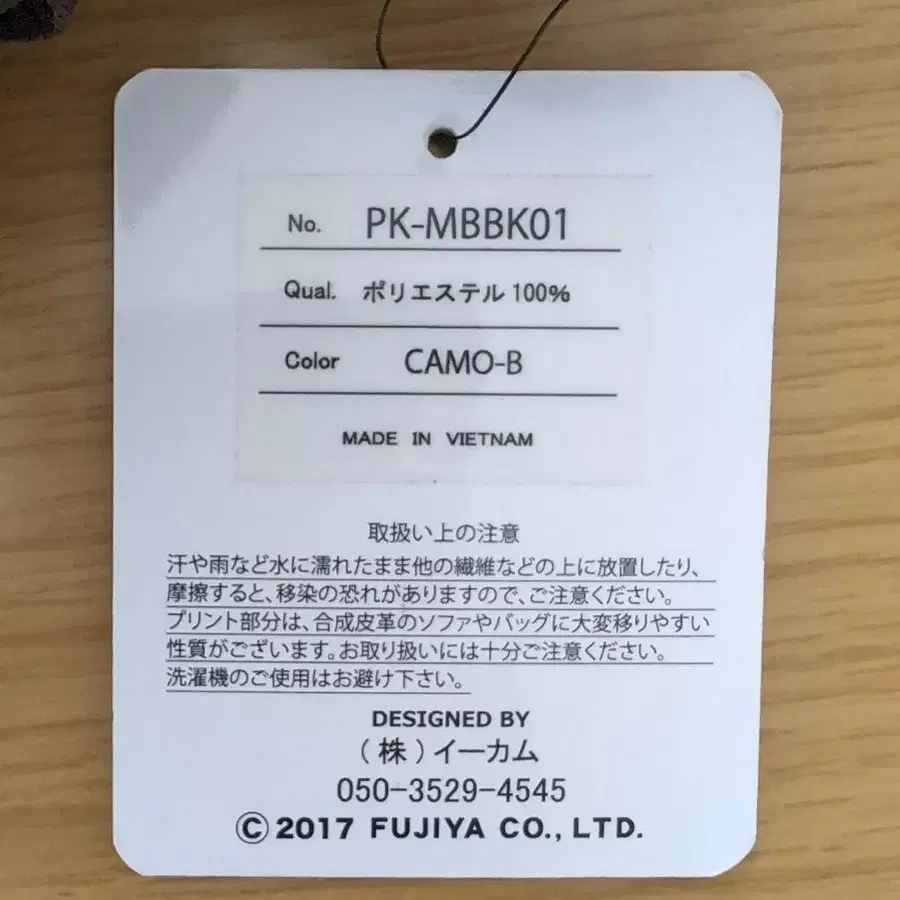 No. PK-MBBK01
Qual. ポリエステル 100%
Color CAMO-B
MADE IN VIETNAM
取扱い上の注意
汗や雨など水に濡れたまま他の繊維などの上に放置したり、
摩擦すると、移染の恐れがありますので、ご注意ください。
プリント部分は、合成皮革のソファやバッグに大変移りやすい
性質がございます。お取り扱いには十分ご注意ください。
洗濯機のご使用はお避け下さい。
DESIGNED BY
(株)イーカム
050-3529-4545
©2017 FUJIYA CO., LTD.